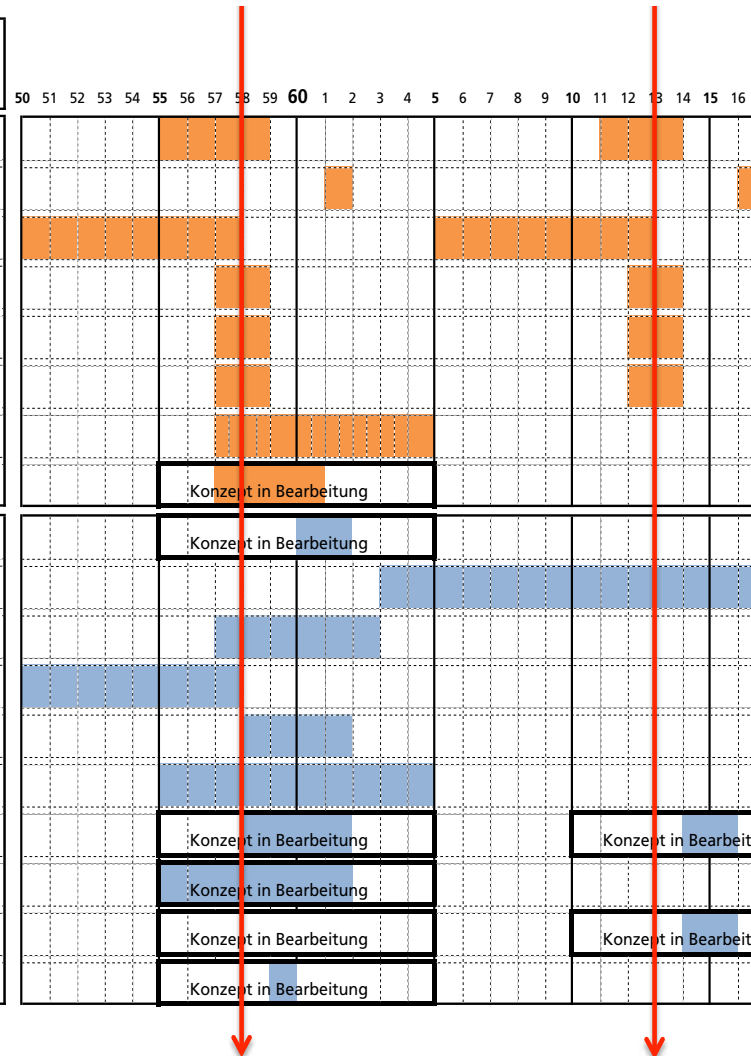 50 51 52 53 54 55 56 57 58 59 60 1 2 3 4 5 6 7 8 9 10 11 12 13 14 15 16
Konzept in Bearbeitung
Konzept in Bearbeitung
Konzept in Bearbeitung Konzept in Bearbeit
Konzept in Bearbeitung
Konzept in Bearbeitung Konzept in Bearbeit
Konzept in Bearbeitung